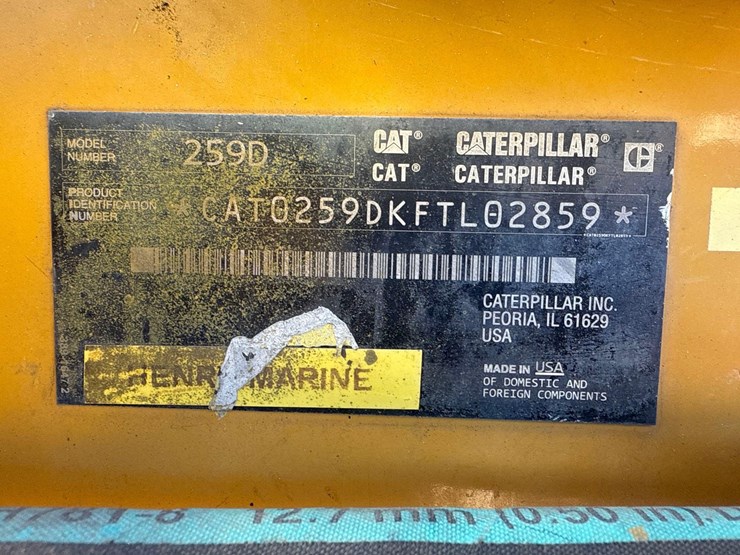 MODEL NUMBER 259D
CAT® CATERPILLAR®
CAT® CATERPILLAR®
PRODUCT IDENTIFICATION NUMBER *CAT0259DKFTL02859*
CATERPILLAR INC.
PEORIA, IL 61629
USA
MARINE
MADE IN USA
OF DOMESTIC AND
FOREIGN COMPONENTS
12.7 mm (0.50 in)